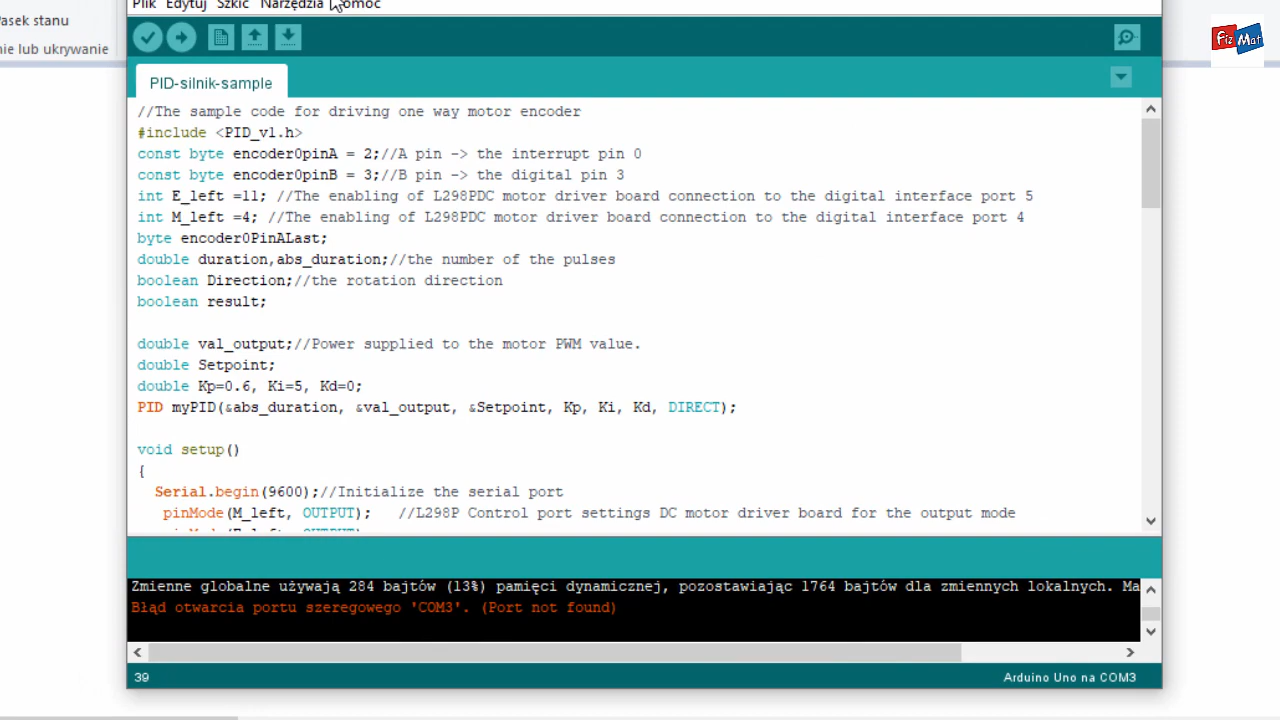 Plik Edytuj Szkic Narzędzia Pomoc
Pasek stanu
nie lub ukrywanie
Fiz Mat
PID-silnik-sample
//The sample code for driving one way motor encoder
#include <PID_v1.h>
const byte encoder0pinA = 2;//A pin -> the interrupt pin 0
const byte encoder0pinB = 3;//B pin -> the digital pin 3
int E_left =11; //The enabling of L298PDC motor driver board connection to the digital interface port 5
int M_left =4; //The enabling of L298PDC motor driver board connection to the digital interface port 4
byte encoder0PinALast;
double duration,abs_duration;//the number of the pulses
boolean Direction;//the rotation direction
boolean result;
double val_output;//Power supplied to the motor PWM value.
double Setpoint;
double Kp=0.6, Ki=5, Kd=0;
PID myPID(&abs_duration, &val_output, &Setpoint, Kp, Ki, Kd, DIRECT);
void setup()
{
Serial.begin(9600);//Initialize the serial port
pinMode(M_left, OUTPUT); //L298P Control port settings DC motor driver board for the output mode
Zmienne globalne używają 284 bajtów (13%) pamięci dynamicznej, pozostawiając 1764 bajtów dla zmiennych lokalnych. Ma
Błąd otwarcia portu szeregowego 'COM3'. (Port not found)
39
Arduino Uno na COM3